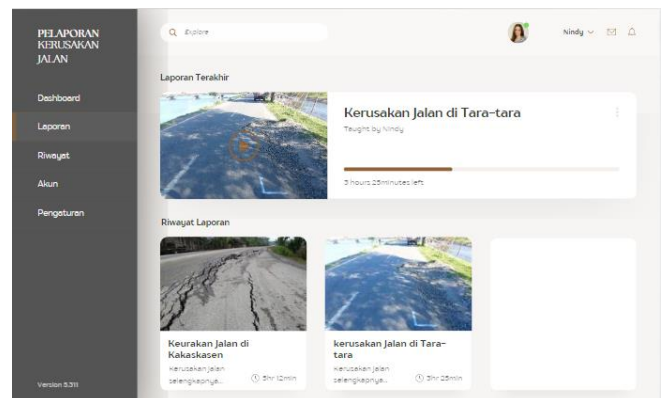 PELAPORAN
KERUSAKAN
JALAN
Dashboard
Laporan
Riwayat
Akun
Pengaturan
Version 5.311
Explore
Nindy
Laporan Terakhir
Kerusakan Jalan di Tara-tara
Taught by Nindy
3 hours 25minutes left
Riwayat Laporan
Keurakan Jalan di
Kakaskasen
Kerusakan jalan
selengkapnya...
5hr 12min
kerusakan Jalan di Tara-
tara
Kerusakan jalan
selengkapnya...
3hr 25min